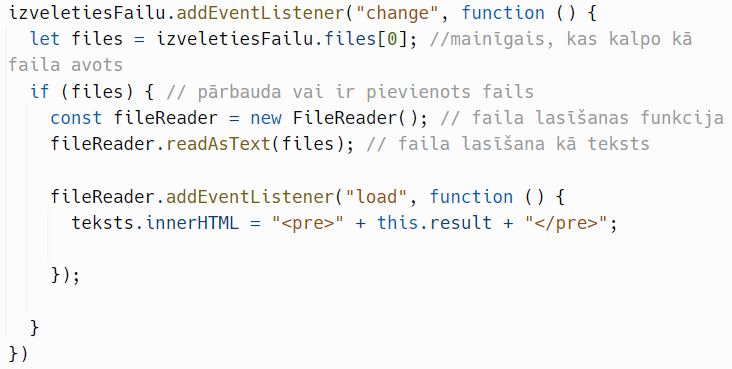 izveletiesFailu.addEventListener("change", function () {
  let files = izveletiesFailu.files[0]; //mainīgais, kas kalpo kā
faila avots
  if (files) { // pārbauda vai ir pievienots fails
    const fileReader = new FileReader(); // faila lasīšanas funkcija
    fileReader.readAsText(files); // faila lasīšana kā teksts

    fileReader.addEventListener("load", function () {
      teksts.innerHTML = "<pre>" + this.result + "</pre>";

    });

  }
})